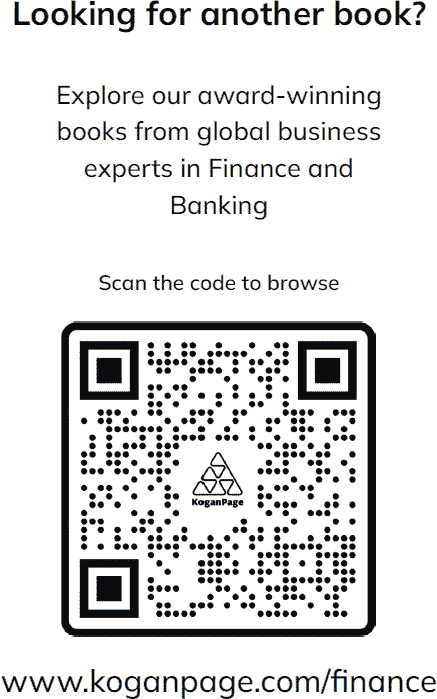 Looking for another book?
Explore our award-winning
books from global business
experts in Finance and
Banking
Scan the code to browse
KoganPage
www.koganpage.com/finance